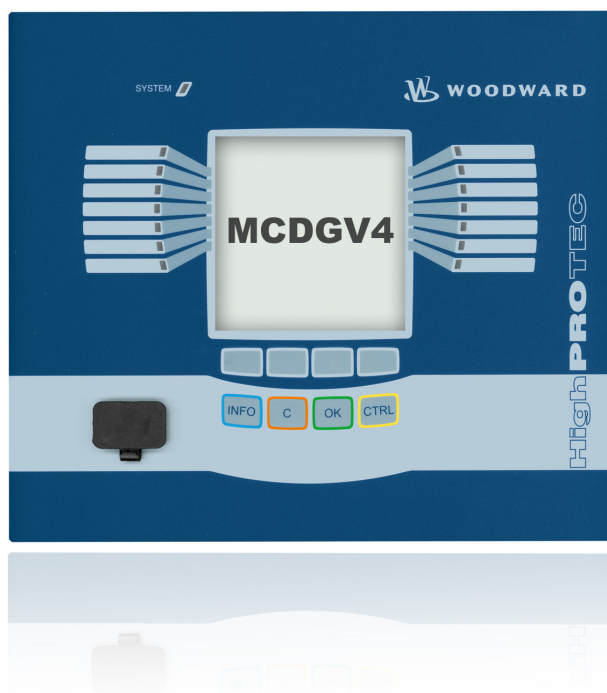 SYSTEM
WOODWARD
MCDGV4
HighPROTEC
INFO
C
OK
CTRL